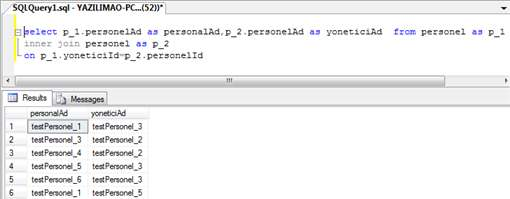 SQLQuery1.sql - YAZILIMAO-PC...(52))*
select p_1.personelAd as personalAd,p_2.personelAd as yoneticiAd from personel as p_1
inner join personel as p_2
on p_1.yoneticiId=p_2.personelId
Results Messages
personalAd yoneticiAd
1 testPersonel_1 testPersonel_3
2 testPersonel_3 testPersonel_2
3 testPersonel_4 testPersonel_2
4 testPersonel_5 testPersonel_3
5 testPersonel_6 testPersonel_3
6 testPersonel_1 testPersonel_5